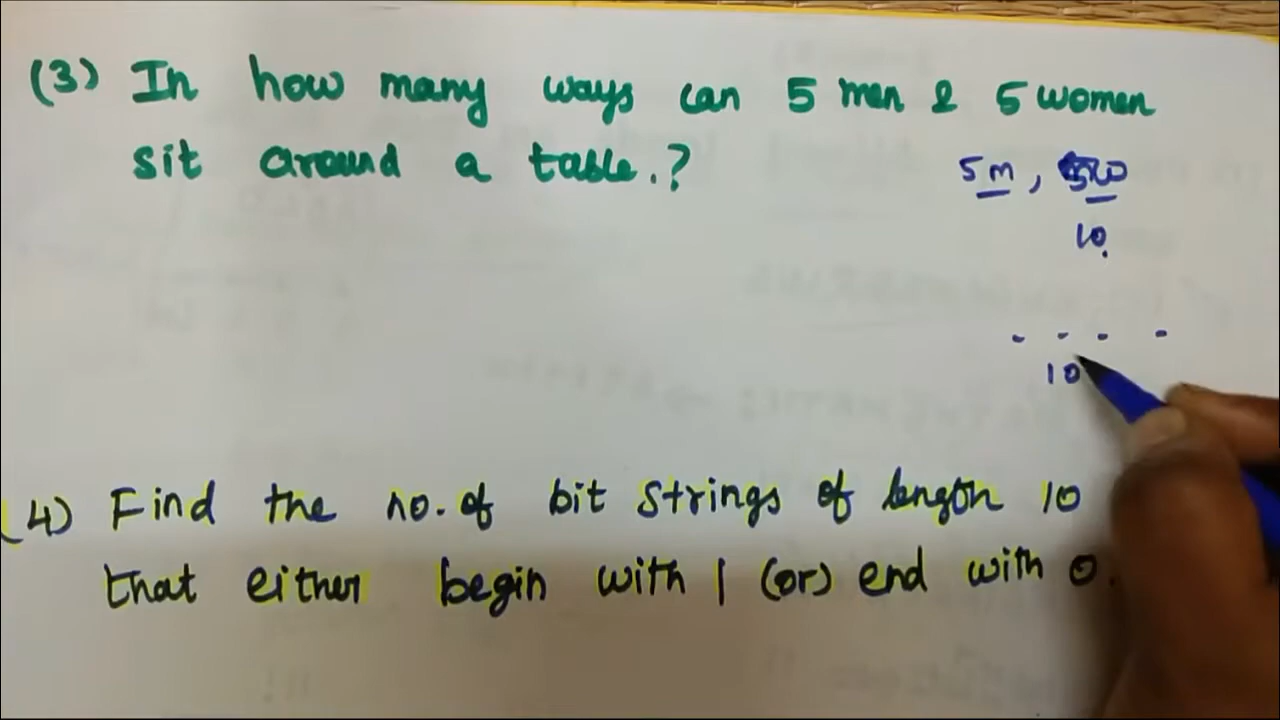 (3) In how many ways can 5 men & 5 women
sit around a table.?
5m, 5w
10.
10
(4) Find the no. of bit strings of length 10
that either begin with 1 (or) end with 0.